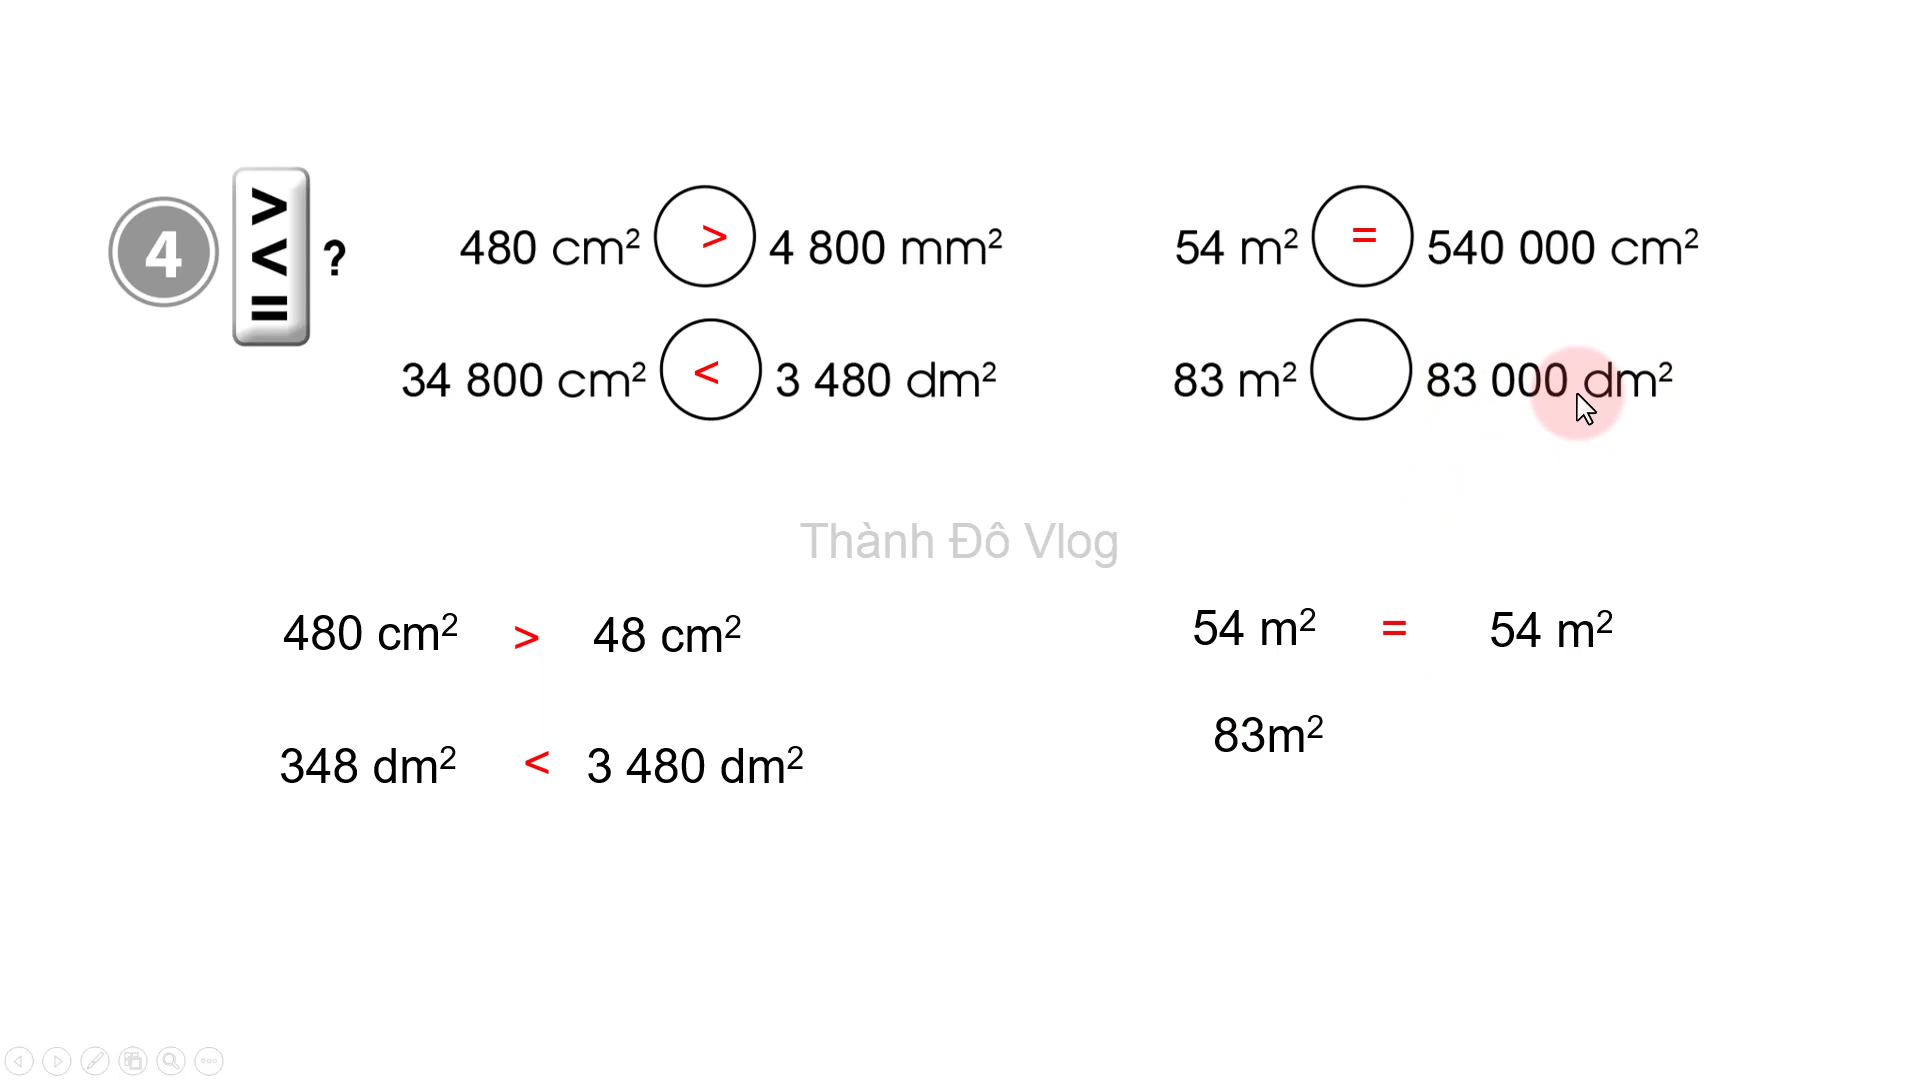 4 > < = ?
480 cm² > 4 800 mm²
54 m² = 540 000 cm²
34 800 cm² < 3 480 dm²
83 m² 83 000 dm²
Thành Đô Vlog
480 cm² > 48 cm²
54 m² = 54 m²
348 dm² < 3 480 dm²
83m²